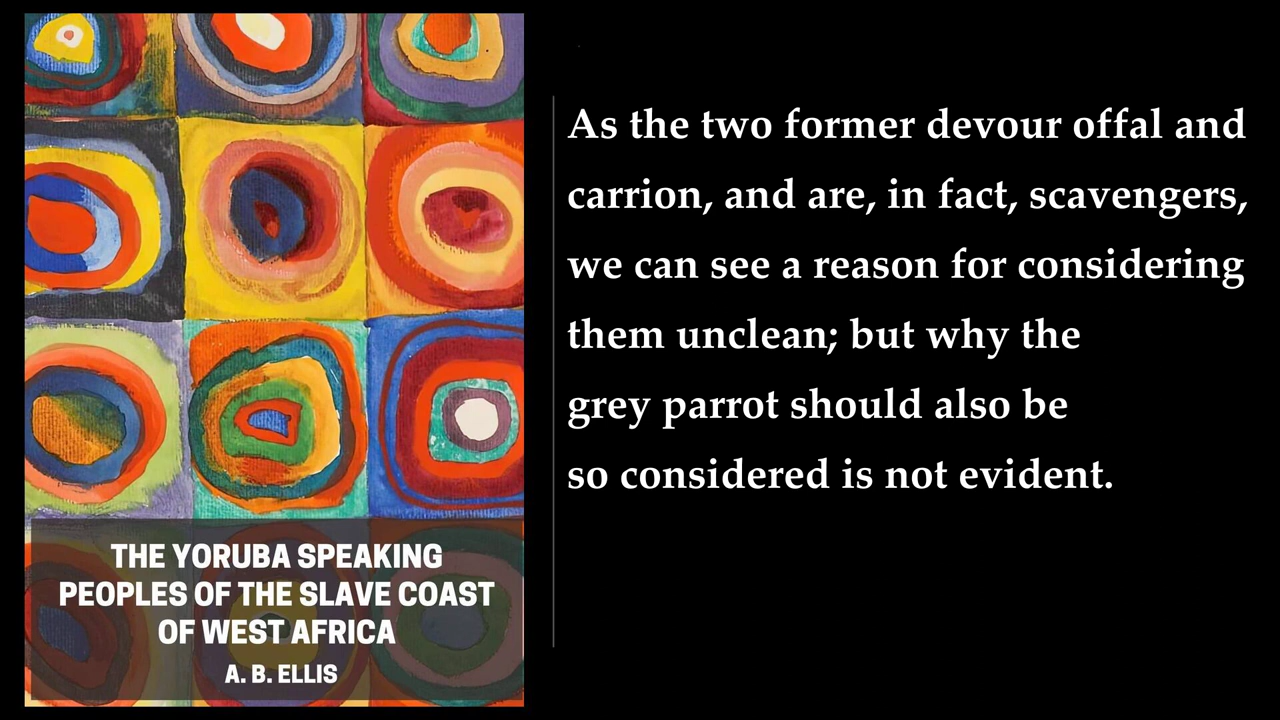 As the two former devour offal and
carrion, and are, in fact, scavengers,
we can see a reason for considering
them unclean; but why the
grey parrot should also be
so considered is not evident.
THE YORUBA SPEAKING
PEOPLES OF THE SLAVE COAST
OF WEST AFRICA
A. B. ELLIS